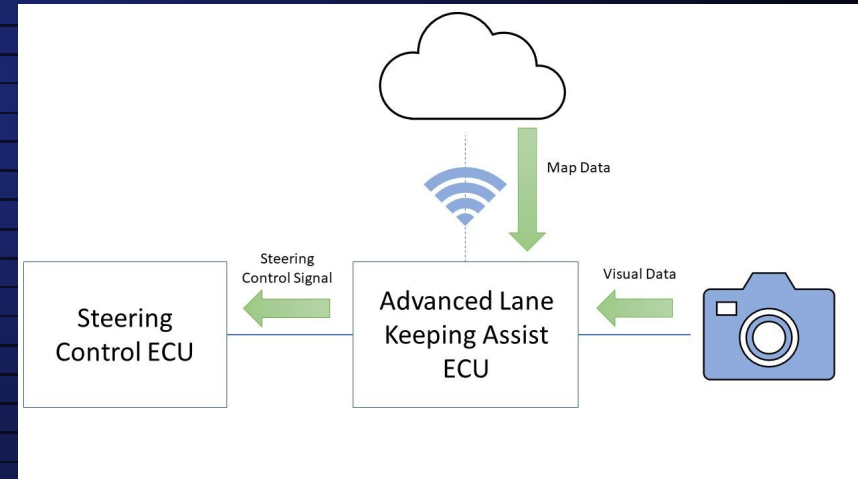 Map Data
Steering
Control Signal
Visual Data
Steering
Control ECU
Advanced Lane
Keeping Assist
ECU